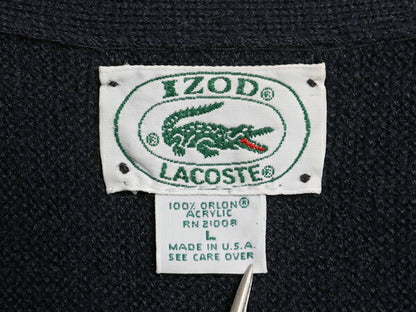 IZOD®
®
LACOSTE®
100% ORLON®
ACRYLIC
RN 21008
L
MADE IN U.S.A.
SEE CARE OVER